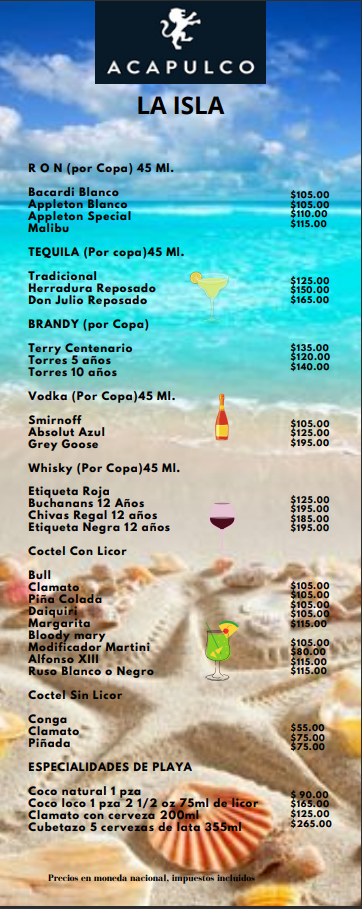 ACAPULCO
LA ISLA
R O N (por Copa) 45 Ml.
Bacardi Blanco $105.00
Appleton Blanco $105.00
Appleton Special $110.00
Malibu $115.00
TEQUILA (Por copa)45 Ml.
Tradicional $125.00
Herradura Reposado $150.00
Don Julio Reposado $165.00
BRANDY (por Copa)
Terry Centenario $135.00
Torres 5 años $120.00
Torres 10 años $140.00
Vodka (Por Copa)45 Ml.
Smirnoff $105.00
Absolut Azul $125.00
Grey Goose $195.00
Whisky (Por Copa)45 Ml.
Etiqueta Roja $125.00
Buchanans 12 Años $195.00
Chivas Regal 12 años $185.00
Etiqueta Negra 12 años $195.00
Coctel Con Licor
Bull
Clamato $105.00
Piña Colada $105.00
Daiquiri $105.00
Margarita $105.00
Bloody mary $115.00
Modificador Martini $105.00
Alfonso XIII $80.00
Ruso Blanco o Negro $115.00
$115.00
Coctel Sin Licor
Conga $55.00
Clamato $75.00
Piñada $75.00
ESPECIALIDADES DE PLAYA
Coco natural 1 pza $ 90.00
Coco loco 1 pza 2 1/2 oz 75ml de licor $165.00
Clamato con cerveza 200ml $125.00
Cubetazo 5 cervezas de lata 355ml $265.00
Precios en moneda nacional, impuestos incluidos